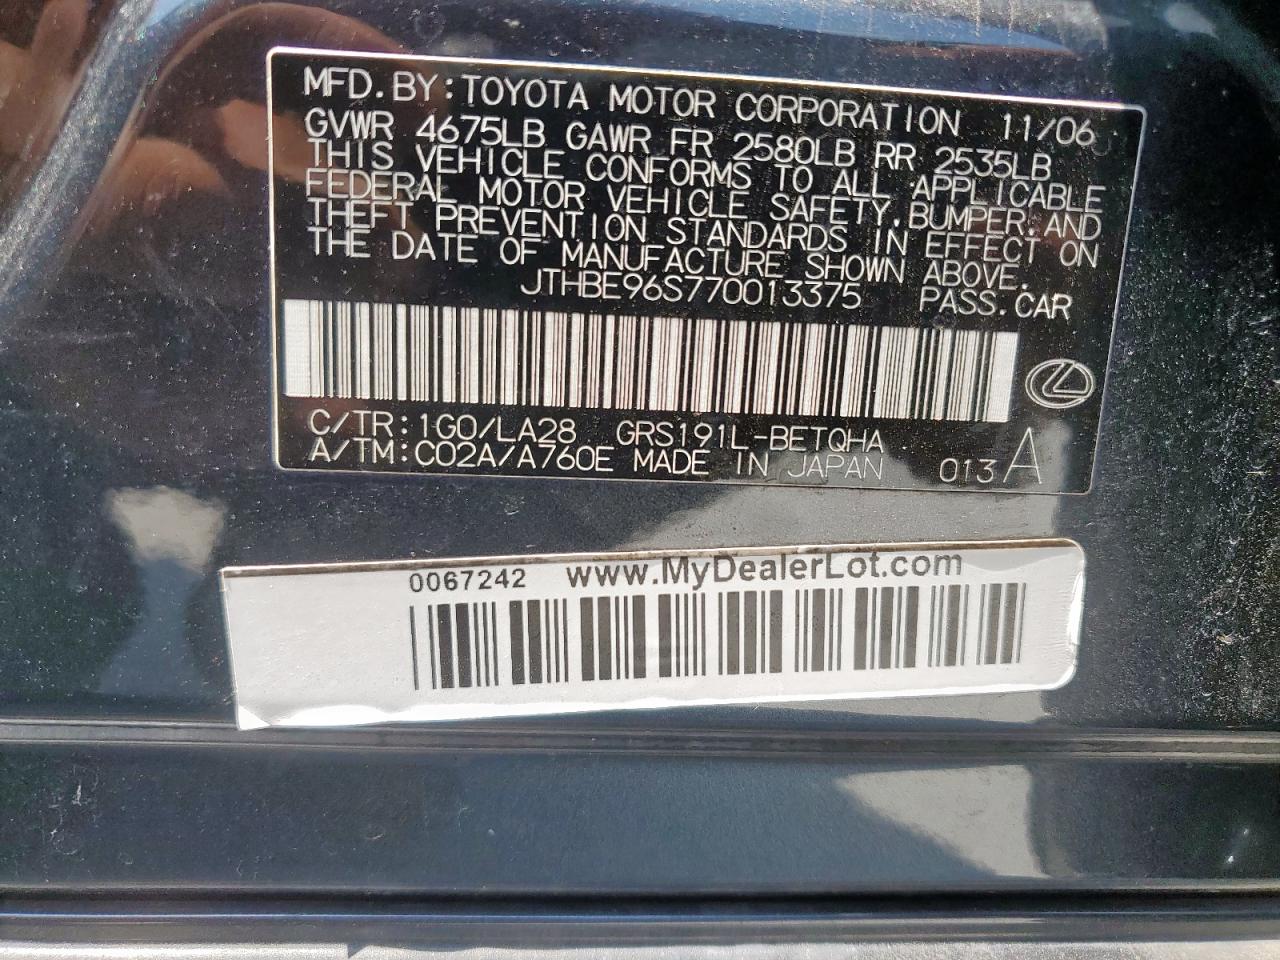 MFD.BY:TOYOTA MOTOR CORPORATION 11/06
GVWR 4675LB GAWR FR 2580LB RR 2535LB
THIS VEHICLE CONFORMS TO ALL APPLICABLE
FEDERAL MOTOR VEHICLE SAFETY,BUMPER,AND
THEFT PREVENTION STANDARDS IN EFFECT ON
THE DATE OF MANUFACTURE SHOWN ABOVE.
JTHBE96S770013375 PASS.CAR
C/TR:1G0/LA28 GRS191L-BETQHA
A/TM:C02A/A760E MADE IN JAPAN 013 A
0067242 www.MyDealerLot.com